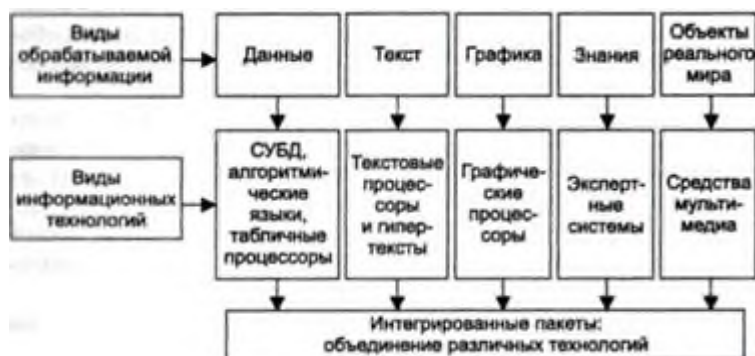 Виды
обрабатываемой
информации
Данные
Текст
Графика
Знания
Объекты
реального
мира
Виды
информационных
технологий
СУБД,
алгоритми-
ческие
языки,
табличные
процессоры
Текстовые
процес-
соры
и гипер-
тексты
Графиче-
ские
процес-
соры
Эксперт-
ные
системы
Средства
мульти-
медиа
Интегрированные пакеты:
объединение различных технологий